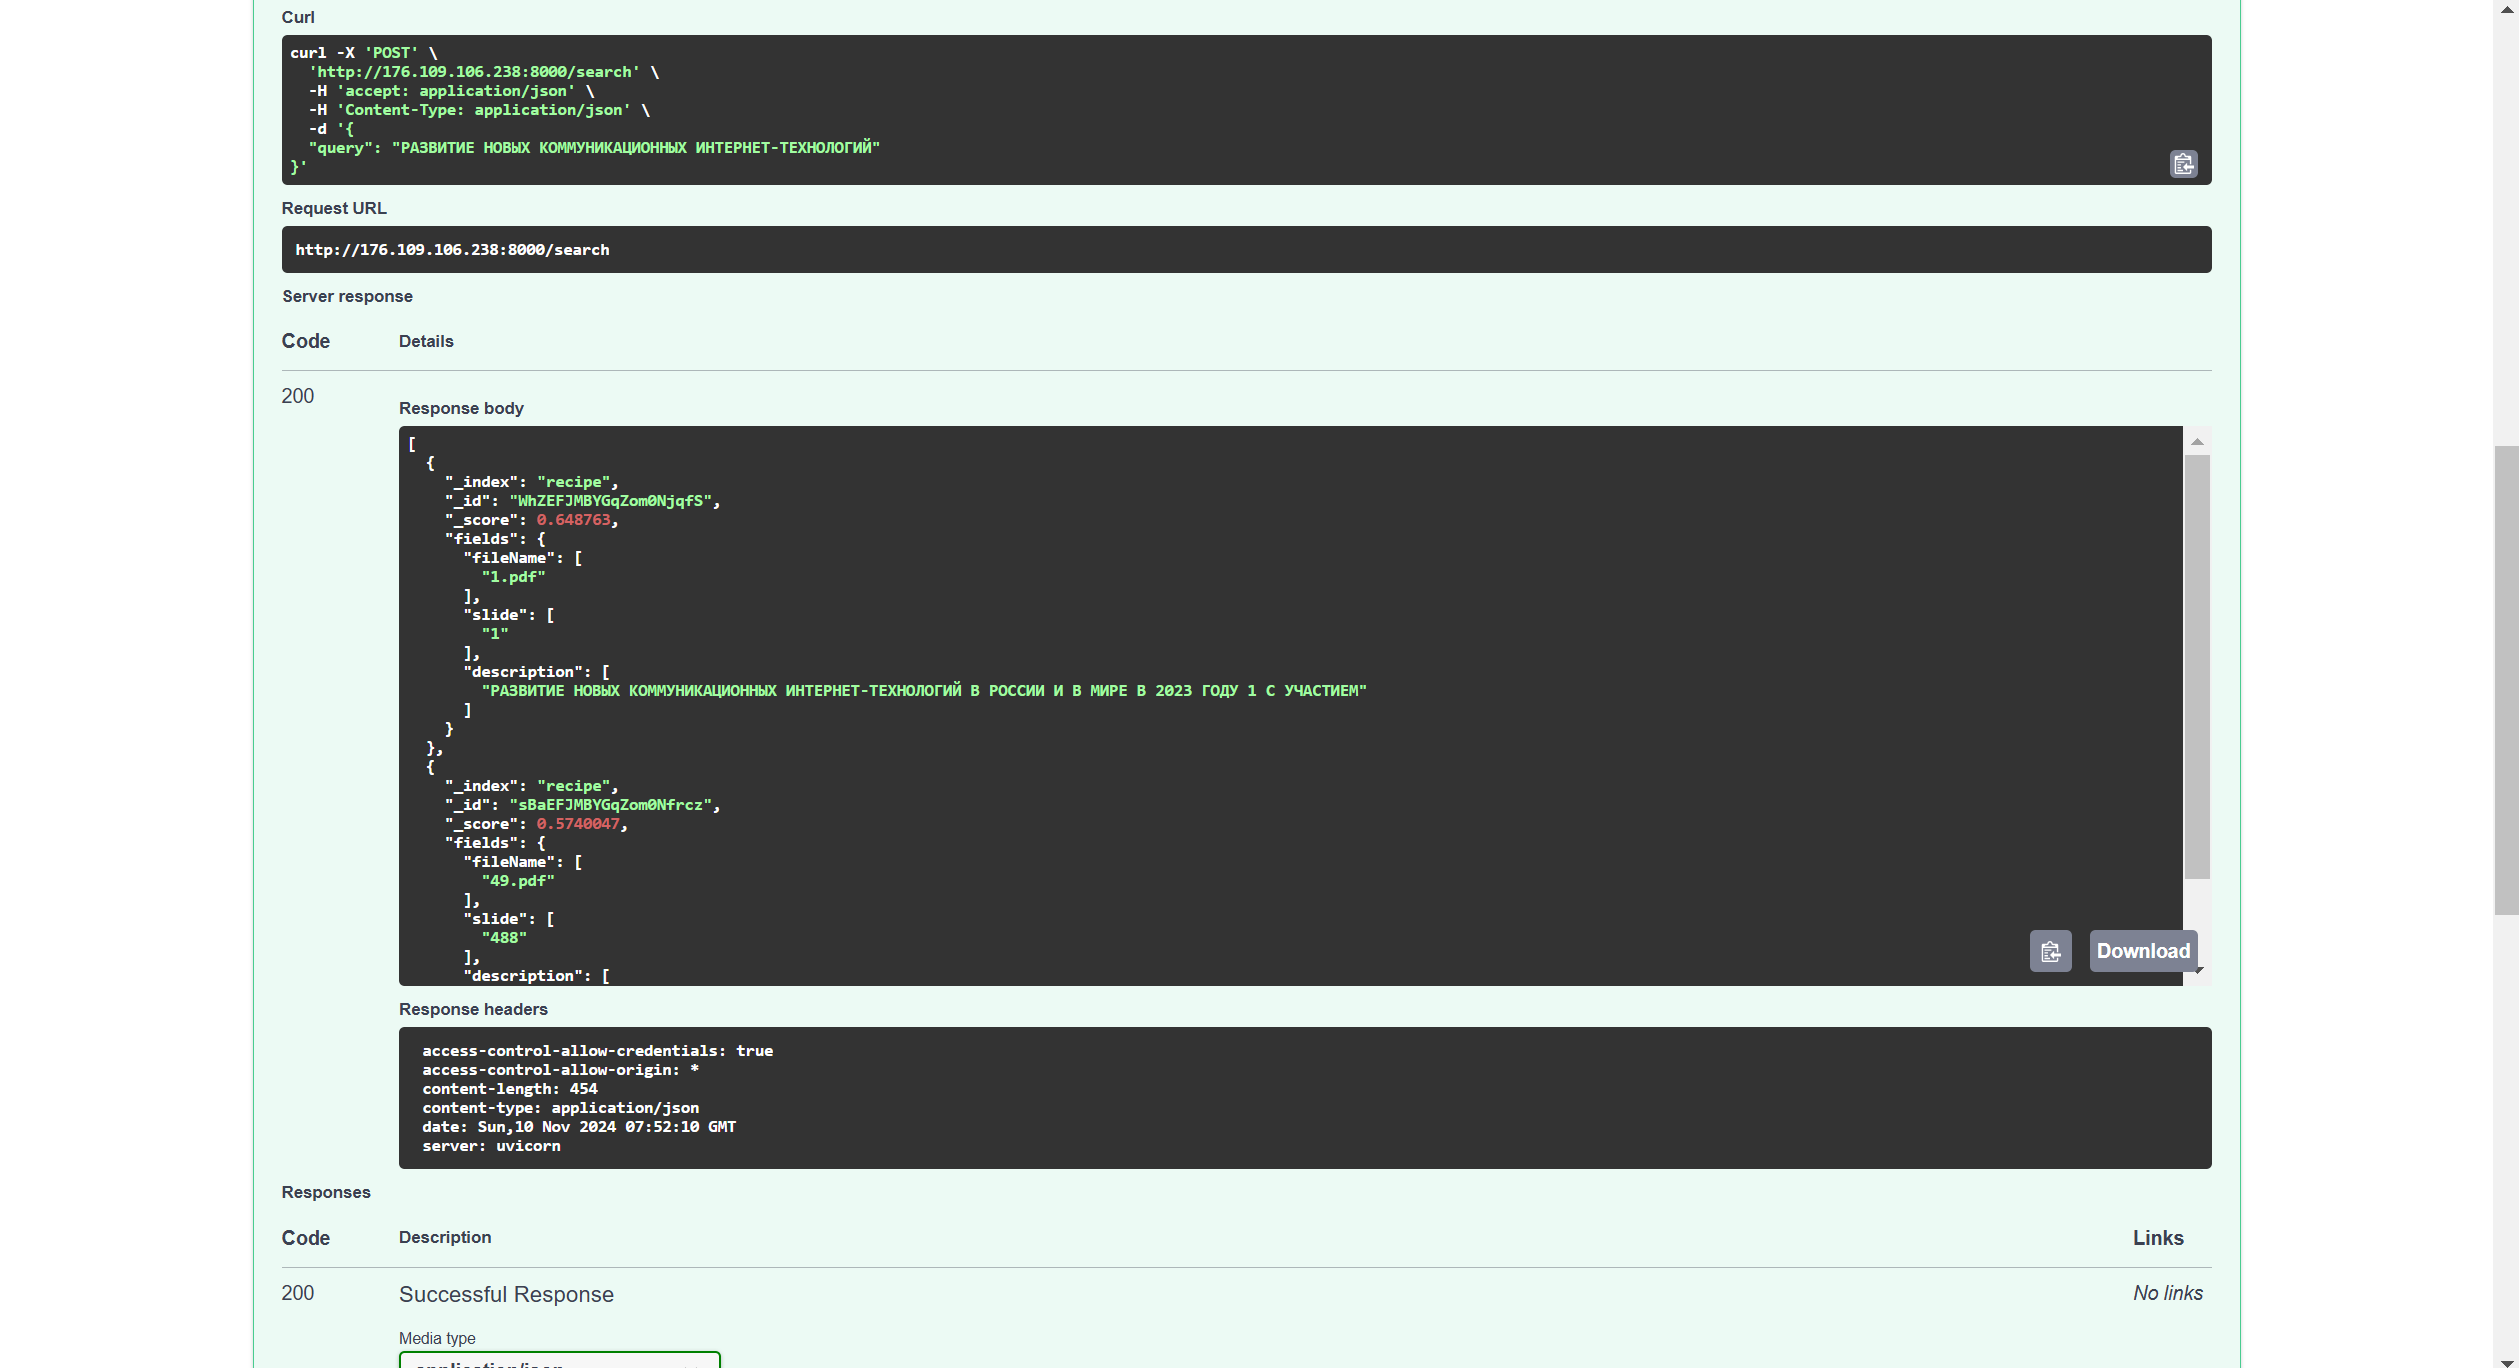 Curl
curl -X 'POST' \
'http://176.109.106.238:8000/search' \
-H 'accept: application/json' \
-H 'Content-Type: application/json' \
-d '{
"query": "РАЗВИТИЕ НОВЫХ КОММУНИКАЦИОННЫХ ИНТЕРНЕТ-ТЕХНОЛОГИЙ"
}'
Request URL
http://176.109.106.238:8000/search
Server response
Code Details
200
Response body
[
{
"_index": "recipe",
"_id": "WhZEFJMBYGqZom0NjqfS",
"_score": 0.648763,
"fields": {
"fileName": [
"1.pdf"
],
"slide": [
"1"
],
"description": [
"РАЗВИТИЕ НОВЫХ КОММУНИКАЦИОННЫХ ИНТЕРНЕТ-ТЕХНОЛОГИЙ В РОССИИ И В МИРЕ В 2023 ГОДУ 1 С УЧАСТИЕМ"
]
}
},
{
"_index": "recipe",
"_id": "sBaEFJMBYGqZom0Nfrcz",
"_score": 0.5740047,
"fields": {
"fileName": [
"49.pdf"
],
"slide": [
"488"
],
"description": [
Download
Response headers
access-control-allow-credentials: true
access-control-allow-origin: *
content-length: 454
content-type: application/json
date: Sun,10 Nov 2024 07:52:10 GMT
server: uvicorn
Responses
Code Description Links
200 Successful Response No links
Media type
application/json